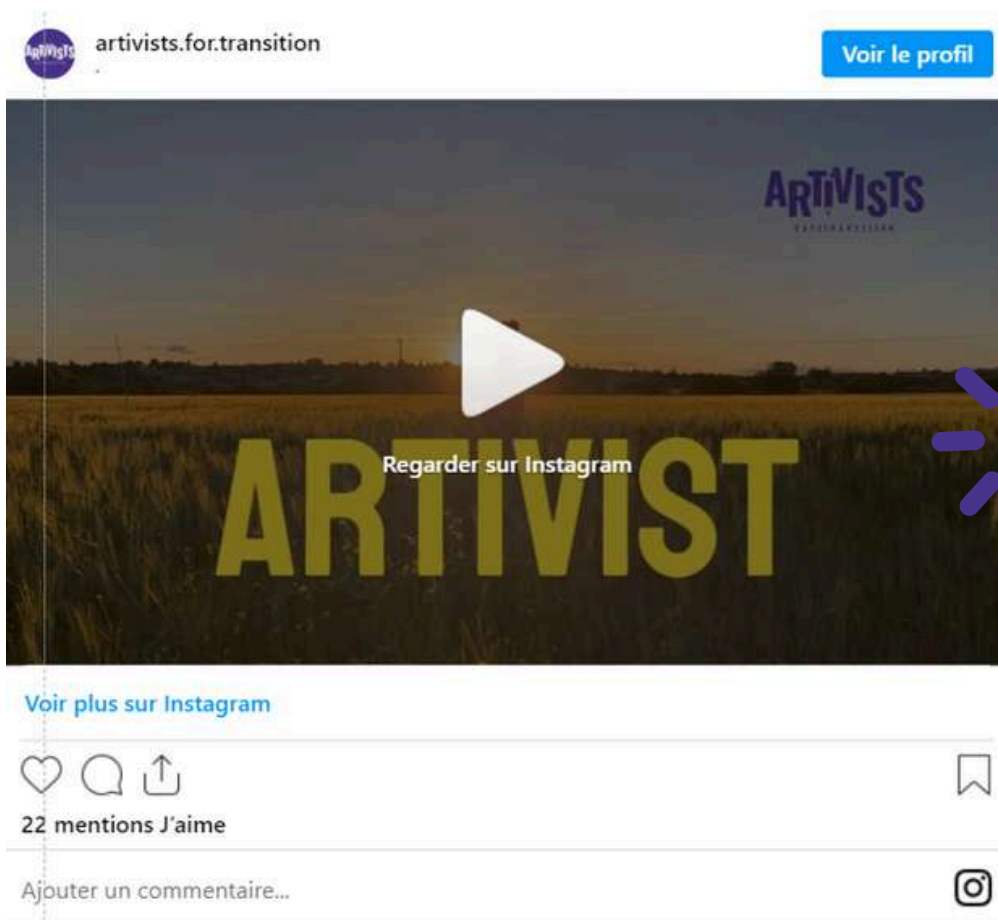 ARTIVISTS
artivists.for.transition
Voir le profil
ARTIVISTS
ARTIVIST
Regarder sur Instagram
Voir plus sur Instagram
22 mentions J'aime
Ajouter un commentaire...